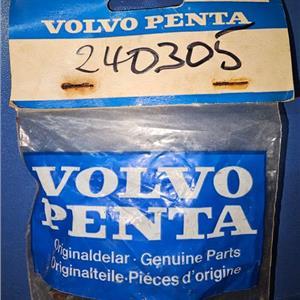 VOLVO PENTA
240305
VOLVO
PENTA
Originaldelar · Genuine Parts
Originalteile · Pièces d'origine